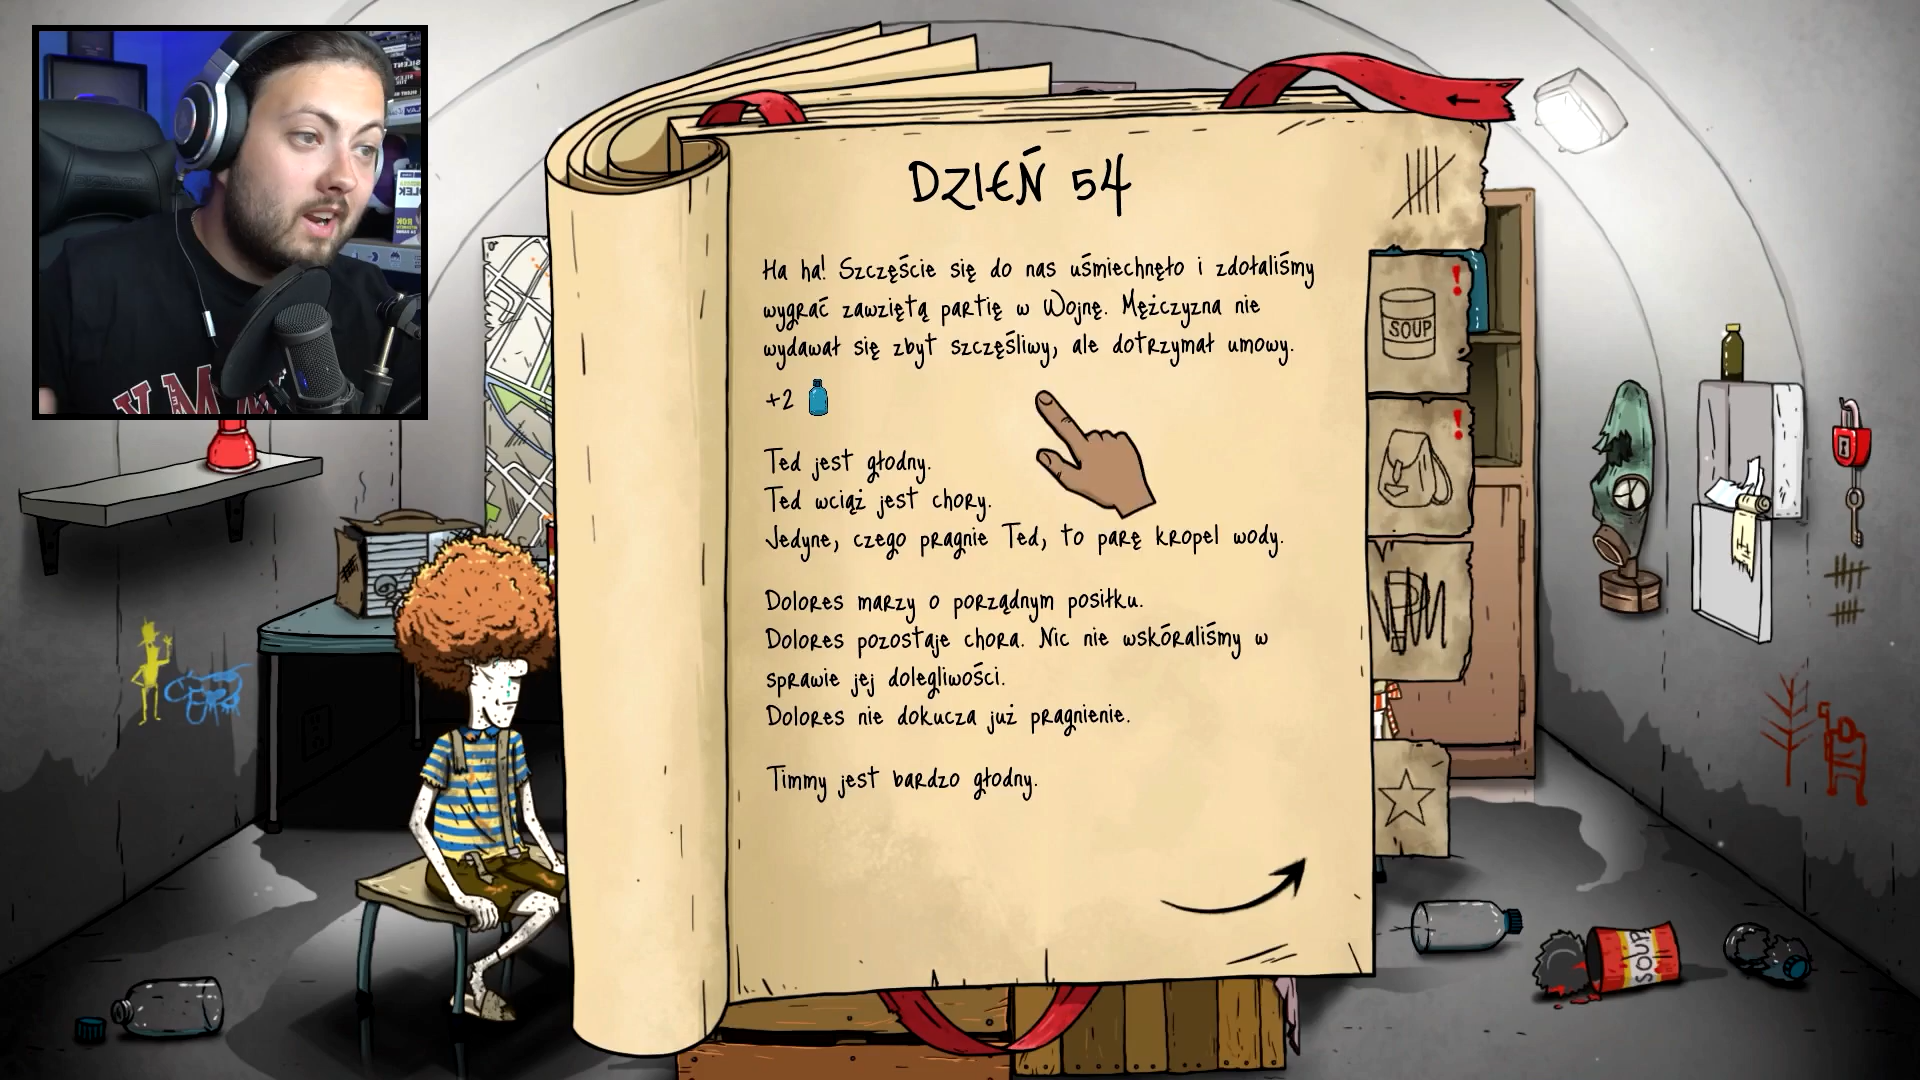 DZIEŃ 54
Ha ha! Szczęście się do nas uśmiechnęło i zdołaliśmy
wygrać zawziętą partię w Wojnę. Mężczyzna nie
wydawał się zbyt szczęśliwy, ale dotrzymał umowy.
+2
Ted jest głodny.
Ted wciąż jest chory.
Jedyne, czego pragnie Ted, to parę kropel wody.
Dolores marzy o porządnym posiłku.
Dolores pozostaje chora. Nic nie wskóraliśmy w
sprawie jej dolegliwości.
Dolores nie dokucza już pragnienie.
Timmy jest bardzo głodny.
!
SOUP
!
SOUP